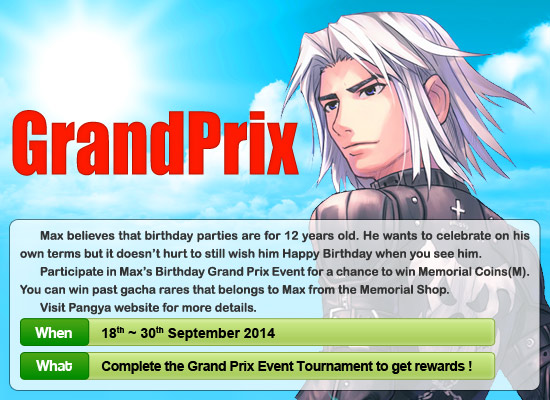 GrandPrix
Max believes that birthday parties are for 12 years old. He wants to celebrate on his
own terms but it doesn't hurt to still wish him Happy Birthday when you see him.
Participate in Max's Birthday Grand Prix Event for a chance to win Memorial Coins(M).
You can win past gacha rares that belongs to Max from the Memorial Shop.
Visit Pangya website for more details.
When 18th ~ 30th September 2014
What Complete the Grand Prix Event Tournament to get rewards !